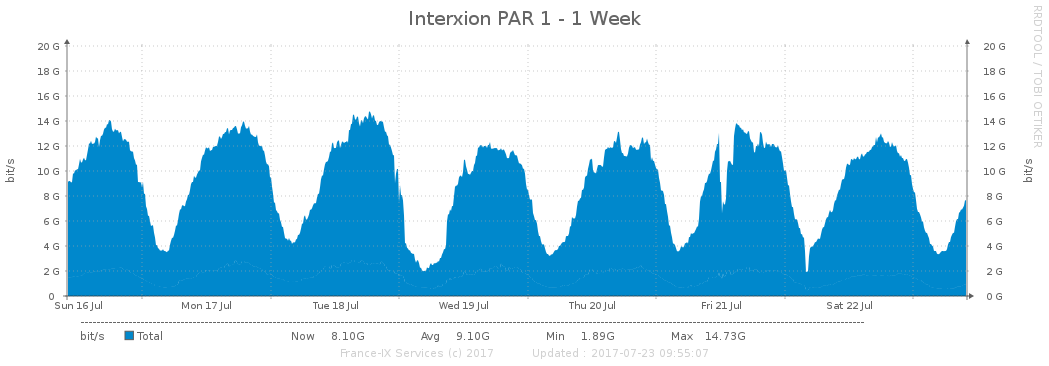 Interxion PAR 1 - 1 Week
RRDTOOL / TOBI OETIKER
bit/s
20 G 20 G
18 G 18 G
16 G 16 G
14 G 14 G
12 G 12 G
10 G 10 G
8 G 8 G
6 G 6 G
4 G 4 G
2 G 2 G
0 0 G
bit/s
Sun 16 Jul Mon 17 Jul Tue 18 Jul Wed 19 Jul Thu 20 Jul Fri 21 Jul Sat 22 Jul
bit/s Total Now 8.10G Avg 9.10G Min 1.89G Max 14.73G
France-IX Services (c) 2017 Updated : 2017-07-23 09:55:07